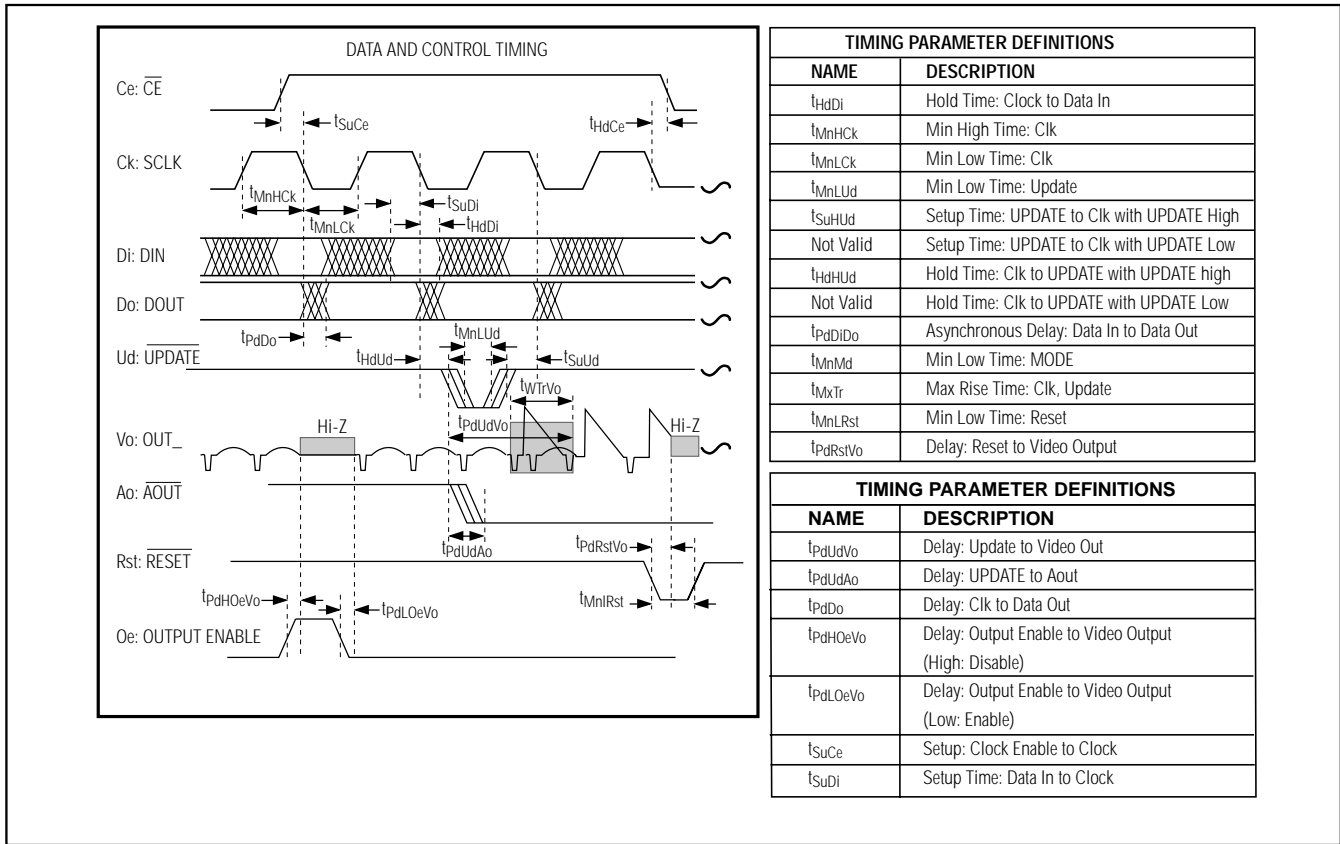 DATA AND CONTROL TIMING
Ce: CE
tSuCe
tHdCe
Ck: SCLK
tMnHCk
tSuDi
tMnLCk
tHdDi
Di: DIN
Do: DOUT
tPdDo
tMnLUd
Ud: UPDATE
tHdUd
tSuUd
tWTrVo
tPdUdVo
Hi-Z
Hi-Z
Vo: OUT_
Ao: AOUT
tPdUdAo
tPdRstVo
Rst: RESET
tMnlRst
tPdHOeVo
tPdLOeVo
Oe: OUTPUT ENABLE
TIMING PARAMETER DEFINITIONS
NAME DESCRIPTION
tHdDi Hold Time: Clock to Data In
tMnHCk Min High Time: Clk
tMnLCk Min Low Time: Clk
tMnLUd Min Low Time: Update
tSuHUd Setup Time: UPDATE to Clk with UPDATE High
Not Valid Setup Time: UPDATE to Clk with UPDATE Low
tHdHUd Hold Time: Clk to UPDATE with UPDATE high
Not Valid Hold Time: Clk to UPDATE with UPDATE Low
tPdDiDo Asynchronous Delay: Data In to Data Out
tMnMd Min Low Time: MODE
tMxTr Max Rise Time: Clk, Update
tMnLRst Min Low Time: Reset
tPdRstVo Delay: Reset to Video Output
TIMING PARAMETER DEFINITIONS
NAME DESCRIPTION
tPdUdVo Delay: Update to Video Out
tPdUdAo Delay: UPDATE to Aout
tPdDo Delay: Clk to Data Out
tPdHOeVo Delay: Output Enable to Video Output
(High: Disable)
tPdLOeVo Delay: Output Enable to Video Output
(Low: Enable)
tSuCe Setup: Clock Enable to Clock
tSuDi Setup Time: Data In to Clock